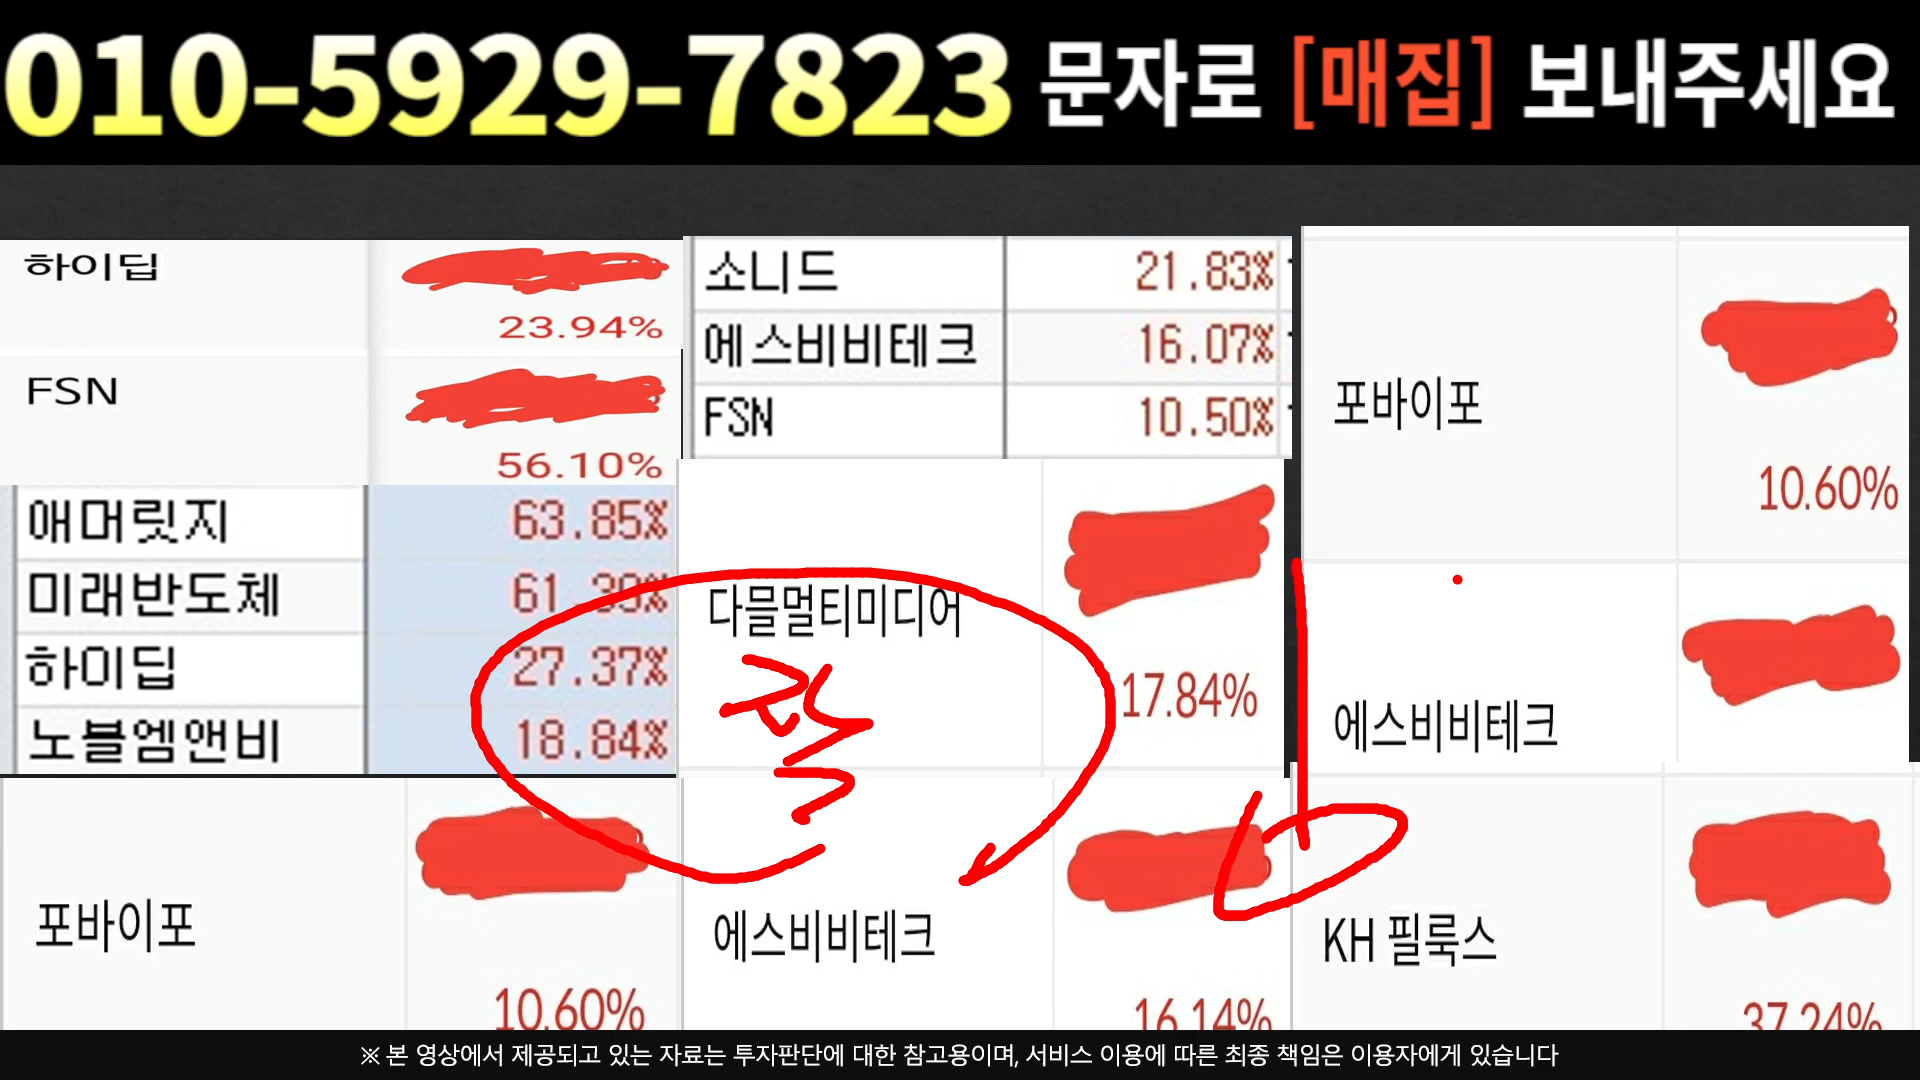 010-5929-7823 문자로 [매집] 보내주세요
하이딥
23.94%
FSN
56.10%
애머릿지 63.85%
미래반도체 61.39%
하이딥 27.37%
노블엠앤비 18.84%
소니드 21.83%
에스비비테크 16.07%
FSN 10.50%
다믈멀티미디어
17.84%
포바이포
10.60%
에스비비테크
포바이포
10.60%
에스비비테크
16.14%
KH 필룩스
37.24%
※ 본 영상에서 제공되고 있는 자료는 투자판단에 대한 참고용이며, 서비스 이용에 따른 최종 책임은 이용자에게 있습니다